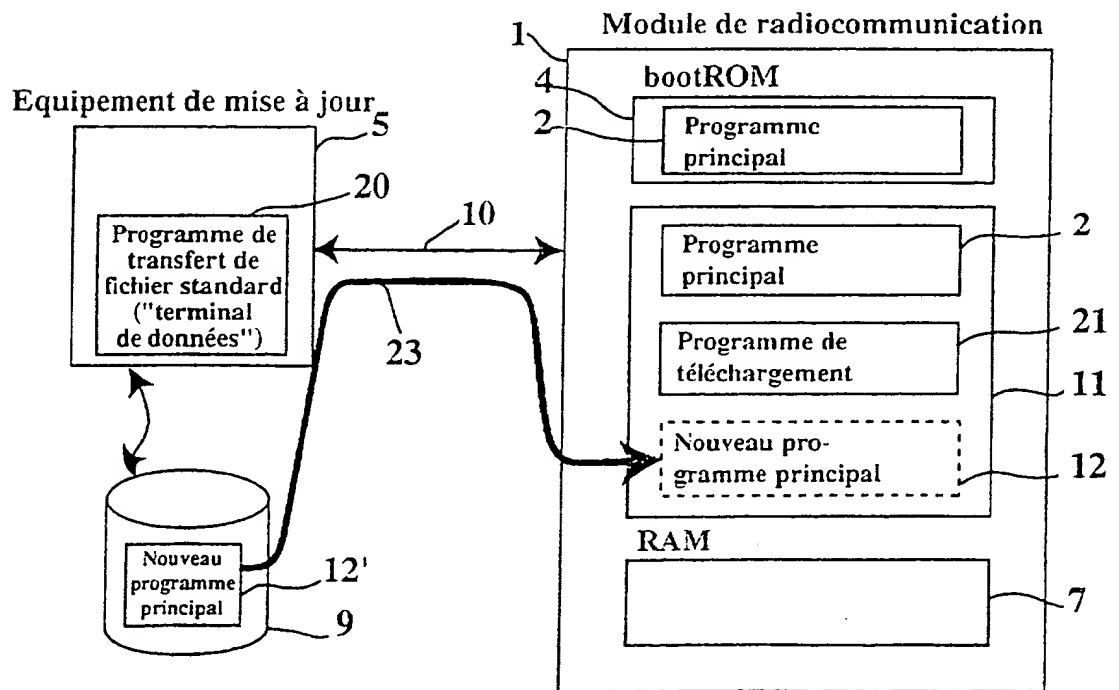 Module de radiocommunication
1
bootROM
4
2
Programme
principal
Equipement de mise à jour
5
20
Programme de
transfert de
fichier standard
("terminal
de données")
10
23
Programme
principal
2
Programme de
téléchargement
21
11
Nouveau pro-
gramme principal
12
RAM
7
Nouveau
programme
principal
12'
9